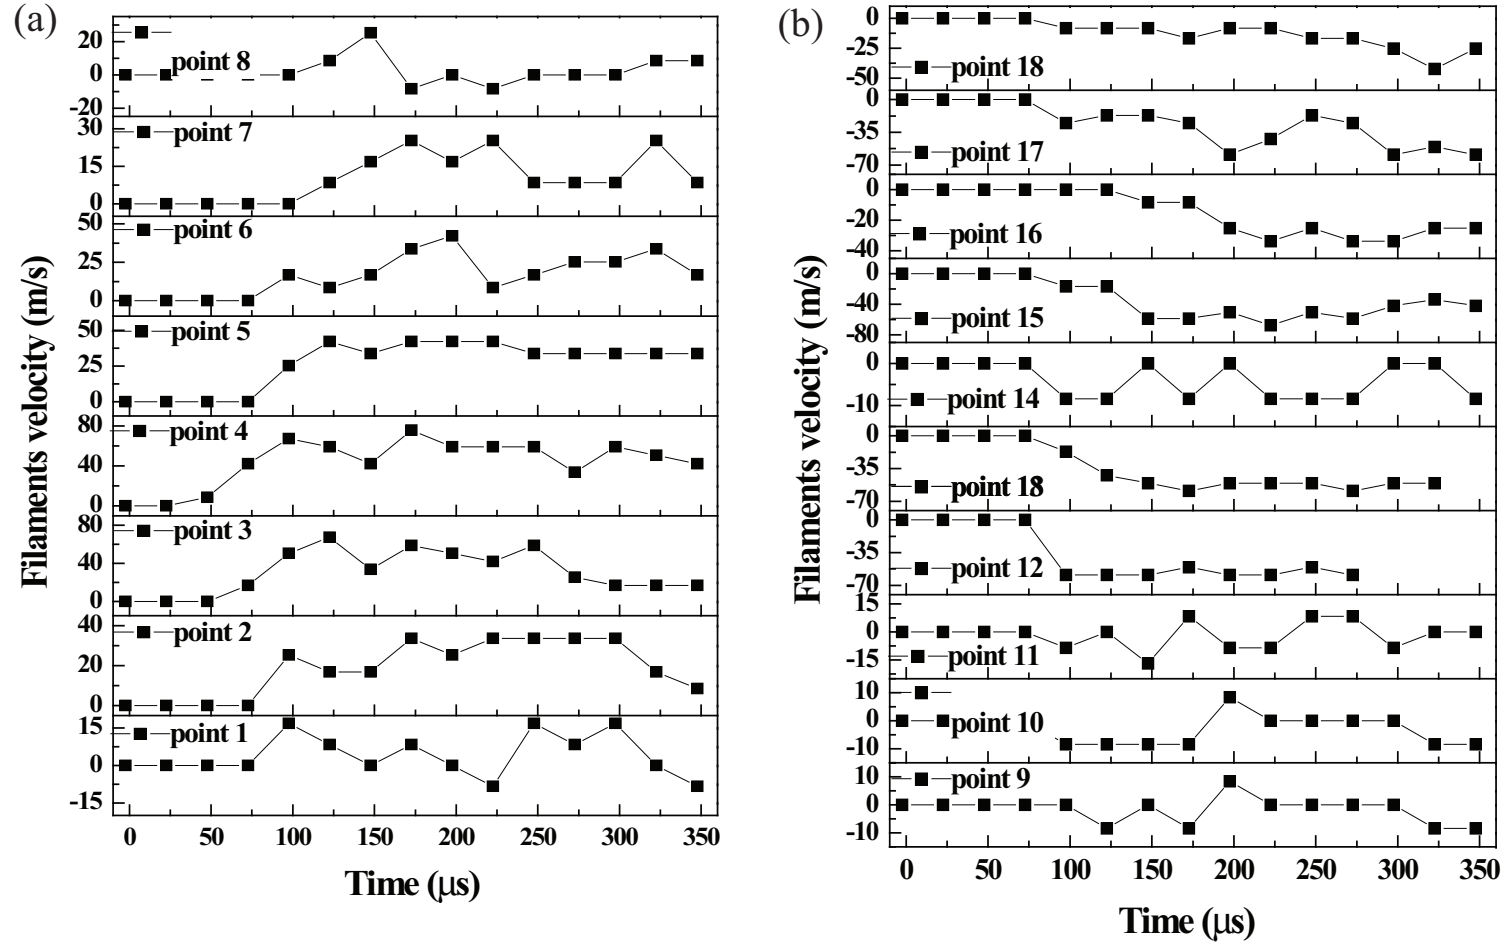 (a)
Filaments velocity (m/s)
20
0
-20
point 8
30
15
0
point 7
50
25
0
point 6
50
25
0
point 5
80
40
0
point 4
80
40
0
point 3
40
20
0
point 2
15
0
-15
point 1
0 50 100 150 200 250 300 350
Time (μs)
(b)
Filaments velocity (m/s)
0
-25
-50
point 18
0
-35
-70
point 17
0
-20
-40
point 16
0
-40
-80
point 15
0
-10
point 14
0
-35
-70
point
0
-35
-70
point 12
15
0
-15
point 11
10
0
-10
point 10
10
0
-10
point 9
0 50 100 150 200 250 300 350
Time (μs)